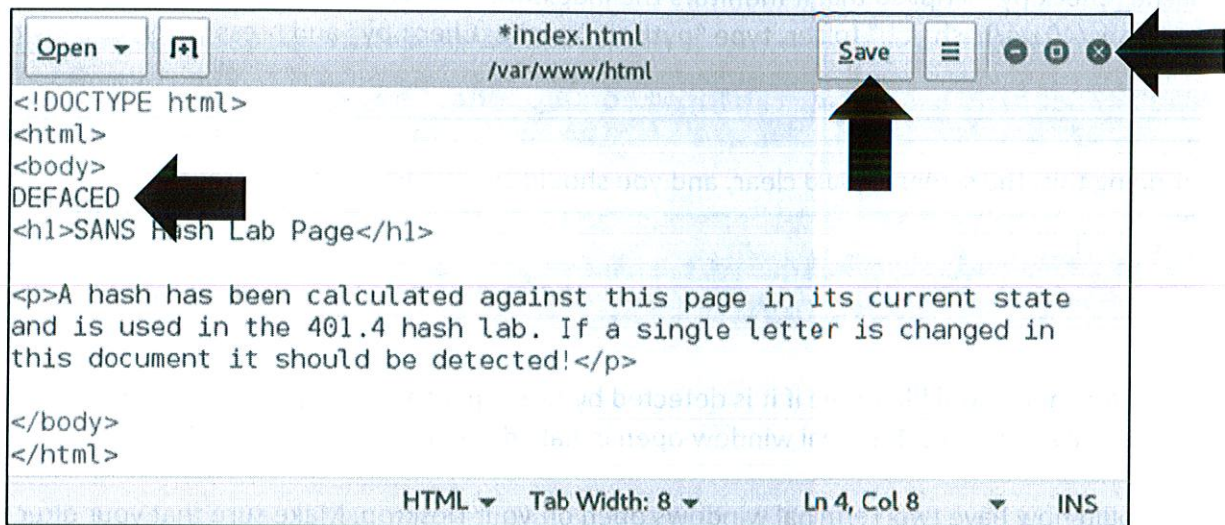 Open
*index.html
/var/www/html
Save
<!DOCTYPE html>
<html>
<body>
DEFACED
<h1>SANS Hash Lab Page</h1>
<p>A hash has been calculated against this page in its current state
and is used in the 401.4 hash lab. If a single letter is changed in
this document it should be detected!</p>
</body>
</html>
HTML Tab Width: 8 Ln 4, Col 8 INS